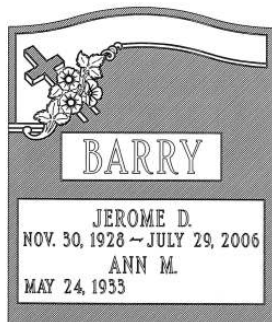 BARRY
JEROME D.
NOV. 30, 1928 ~ JULY 29, 2006
ANN M.
MAY 24, 1933